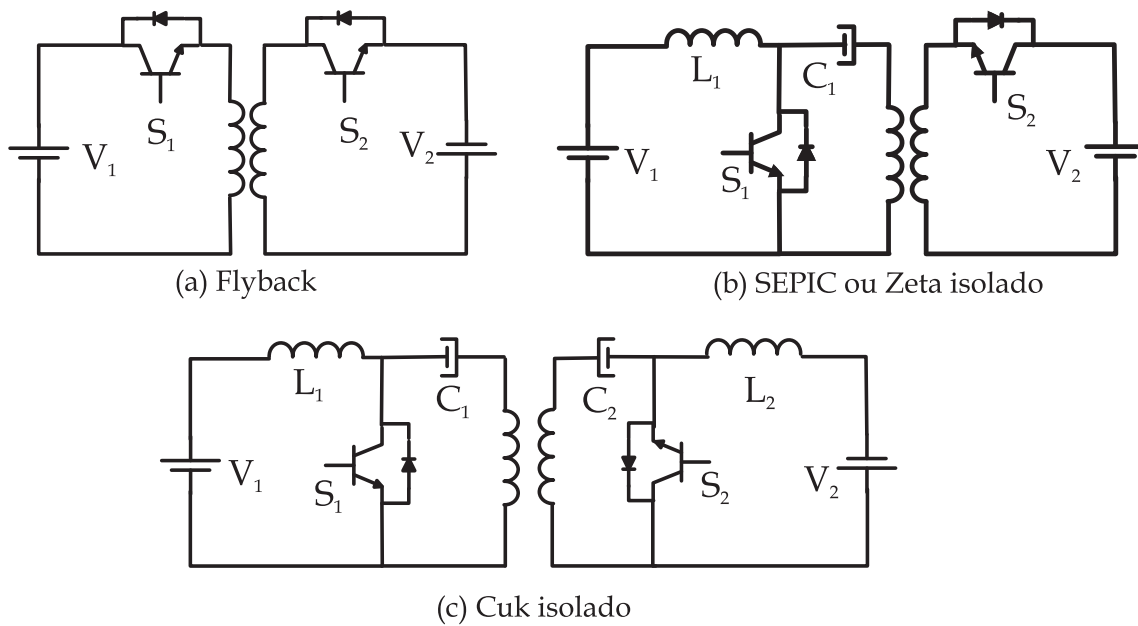 S₁
S₂
V₁
V₂
(a) Flyback
L₁
C₁
S₂
V₁
S₁
V₂
(b) SEPIC ou Zeta isolado
L₁
C₁
C₂
L₂
V₁
S₁
S₂
V₂
(c) Cuk isolado